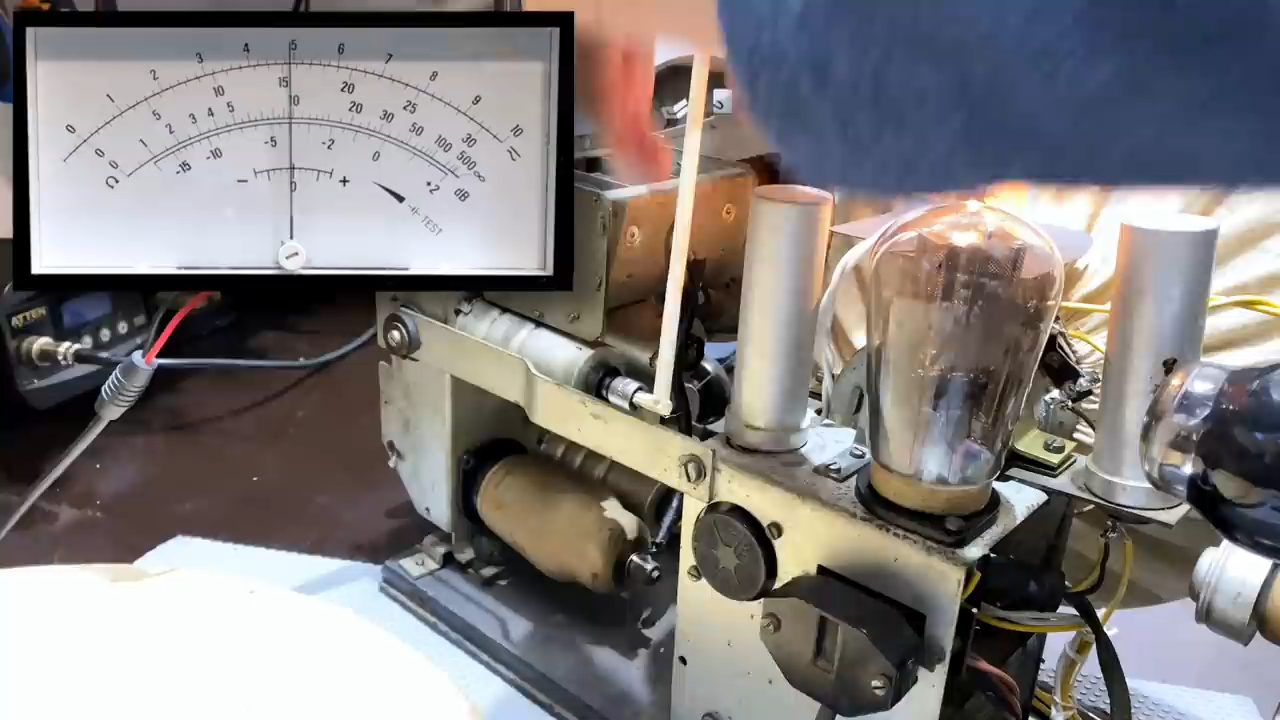 0 1 2 3 4 5 6 7 8 9 10
0 5 10 15 20 25 30
Ω 0 1 2 3 4 5 10 20 30 50 100 500 ∞
-15 -10 -5 -2 0 +2 dB
− 0 +
-⊣⊢-TEST
ATTEN